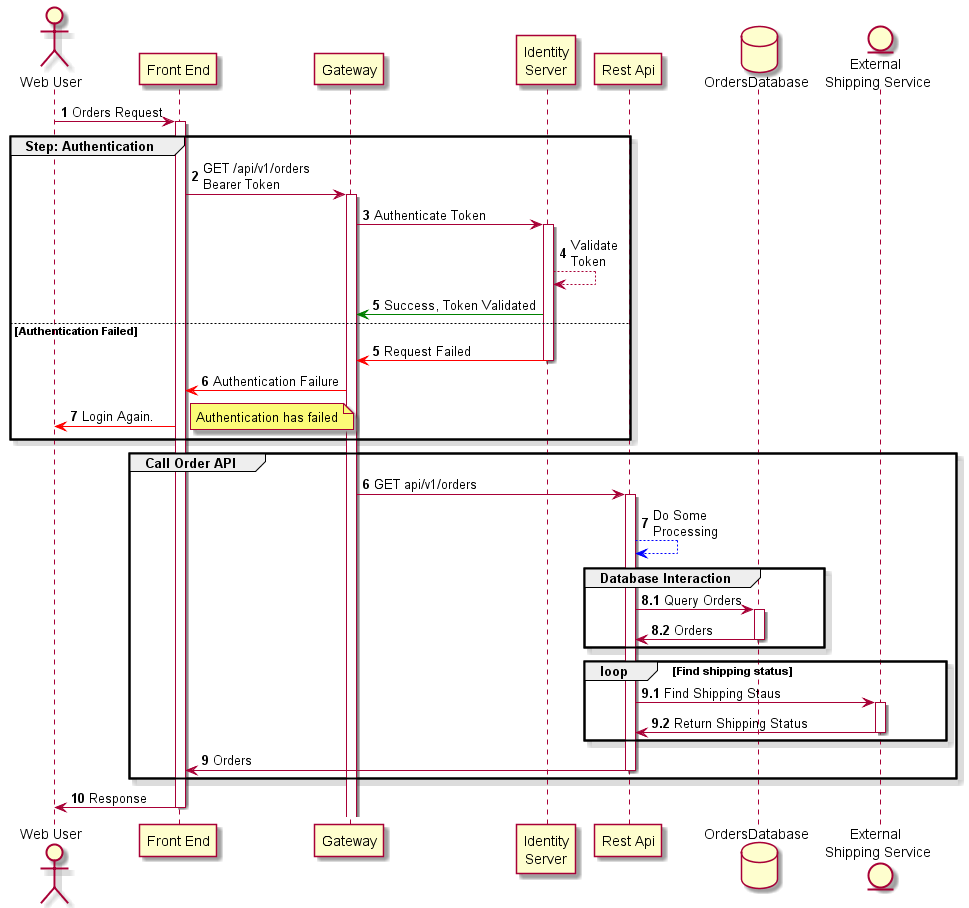 Web User
Front End
Gateway
Identity
Server
Rest Api
OrdersDatabase
External
Shipping Service
1 Orders Request
Step: Authentication
2 GET /api/v1/orders
Bearer Token
3 Authenticate Token
4 Validate
Token
5 Success, Token Validated
[Authentication Failed]
5 Request Failed
6 Authentication Failure
7 Login Again.
Authentication has failed
Call Order API
6 GET api/v1/orders
7 Do Some
Processing
Database Interaction
8.1 Query Orders
8.2 Orders
loop [Find shipping status]
9.1 Find Shipping Staus
9.2 Return Shipping Status
9 Orders
10 Response
Web User
Front End
Gateway
Identity
Server
Rest Api
OrdersDatabase
External
Shipping Service